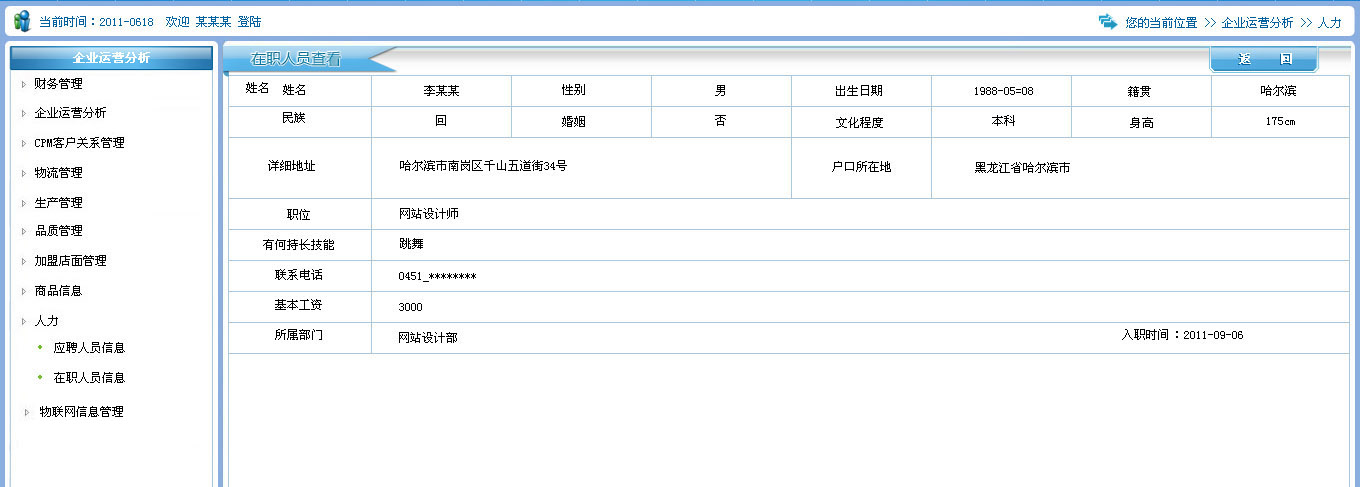 当前时间：2011-0618 欢迎 某某某 登陆
您的当前位置 >> 企业运营分析 >> 人力
企业运营分析
财务管理
企业运营分析
CPM客户关系管理
物流管理
生产管理
品质管理
加盟店面管理
商品信息
人力
应聘人员信息
在职人员信息
物联网信息管理
在职人员查看
返 回
姓名 姓名 李某某 性别 男 出生日期 1988-05=08 籍贯 哈尔滨
民族 回 婚姻 否 文化程度 本科 身高 175cm
详细地址 哈尔滨市南岗区千山五道街34号 户口所在地 黑龙江省哈尔滨市
职位 网站设计师
有何持长技能 跳舞
联系电话 0451_********
基本工资 3000
所属部门 网站设计部 入职时间：2011-09-06